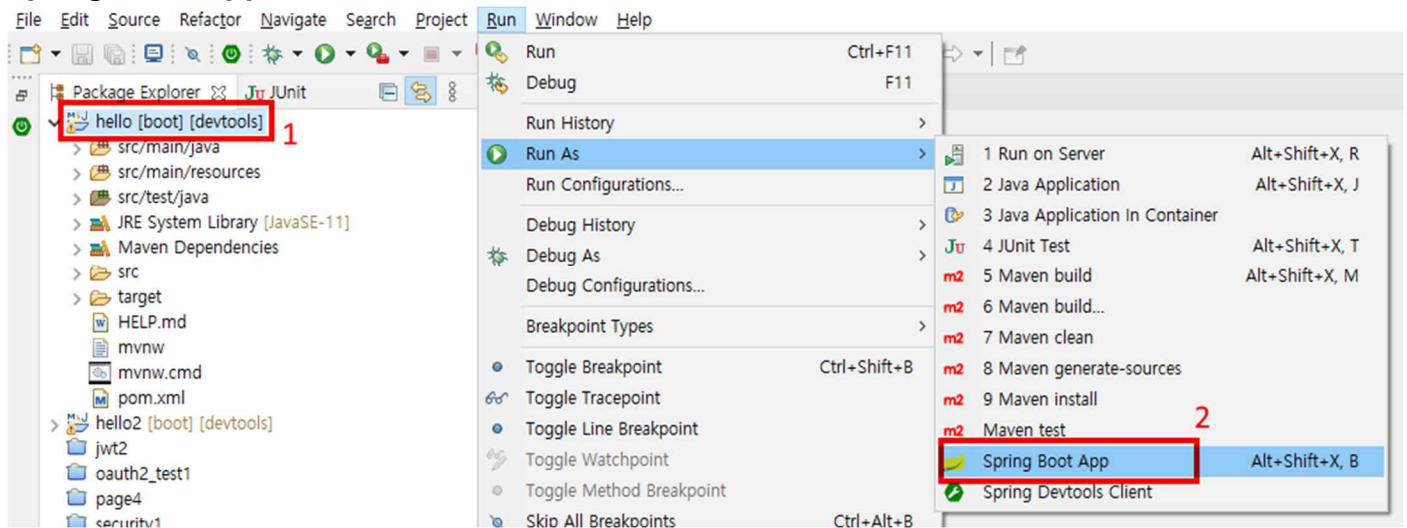 File Edit Source Refactor Navigate Search Project Run Window Help
Package Explorer JUnit
hello [boot] [devtools]
1
src/main/java
src/main/resources
src/test/java
JRE System Library [JavaSE-11]
Maven Dependencies
src
target
HELP.md
mvnw
mvnw.cmd
pom.xml
hello2 [boot] [devtools]
jwt2
oauth2_test1
page4
security1
Run Ctrl+F11
Debug F11
Run History
Run As
Run Configurations...
Debug History
Debug As
Debug Configurations...
Breakpoint Types
Toggle Breakpoint Ctrl+Shift+B
Toggle Tracepoint
Toggle Line Breakpoint
Toggle Watchpoint
Toggle Method Breakpoint
Skip All Breakpoints Ctrl+Alt+B
1 Run on Server Alt+Shift+X, R
2 Java Application Alt+Shift+X, J
3 Java Application In Container
4 JUnit Test Alt+Shift+X, T
5 Maven build Alt+Shift+X, M
6 Maven build...
7 Maven clean
8 Maven generate-sources
9 Maven install
2
Maven test
Spring Boot App Alt+Shift+X, B
Spring Devtools Client